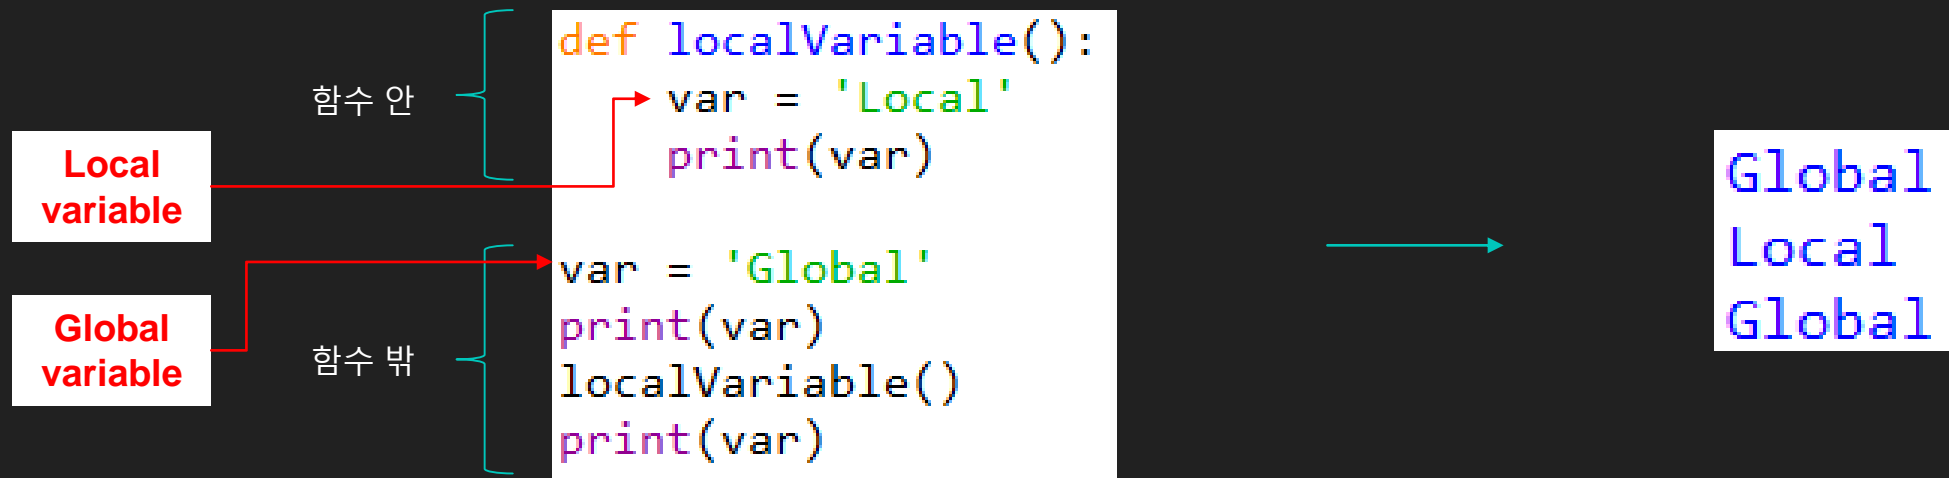 def localVariable():
    var = 'Local'
    print(var)
함수 안
Local
variable
var = 'Global'
print(var)
localVariable()
print(var)
함수 밖
Global
variable
Global
Local
Global